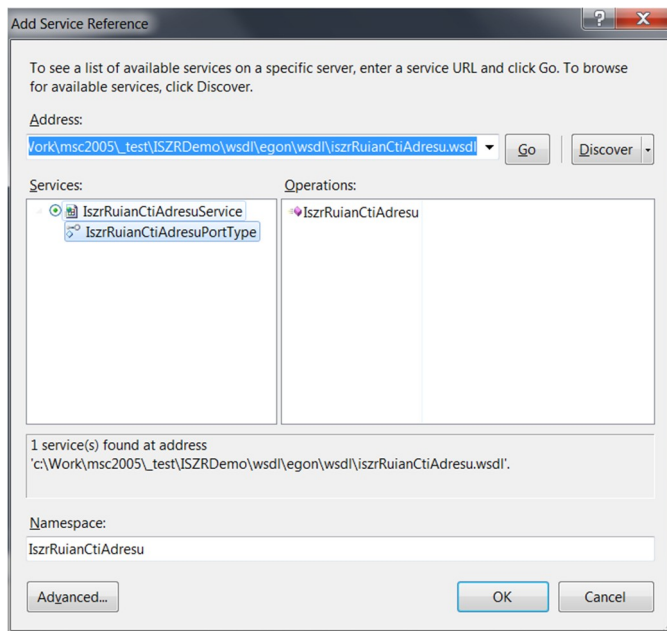 Add Service Reference
To see a list of available services on a specific server, enter a service URL and click Go. To browse
for available services, click Discover.
Address:
Work\msc2005\_test\ISZRDemo\wsdl\egon\wsdl\iszrRuianCtiAdresu.wsdl
Go
Discover
Services:
Operations:
IszrRuianCtiAdresuService
IszrRuianCtiAdresuPortType
IszrRuianCtiAdresu
1 service(s) found at address
'c:\Work\msc2005\_test\ISZRDemo\wsdl\egon\wsdl\iszrRuianCtiAdresu.wsdl'.
Namespace:
IszrRuianCtiAdresu
Advanced...
OK
Cancel